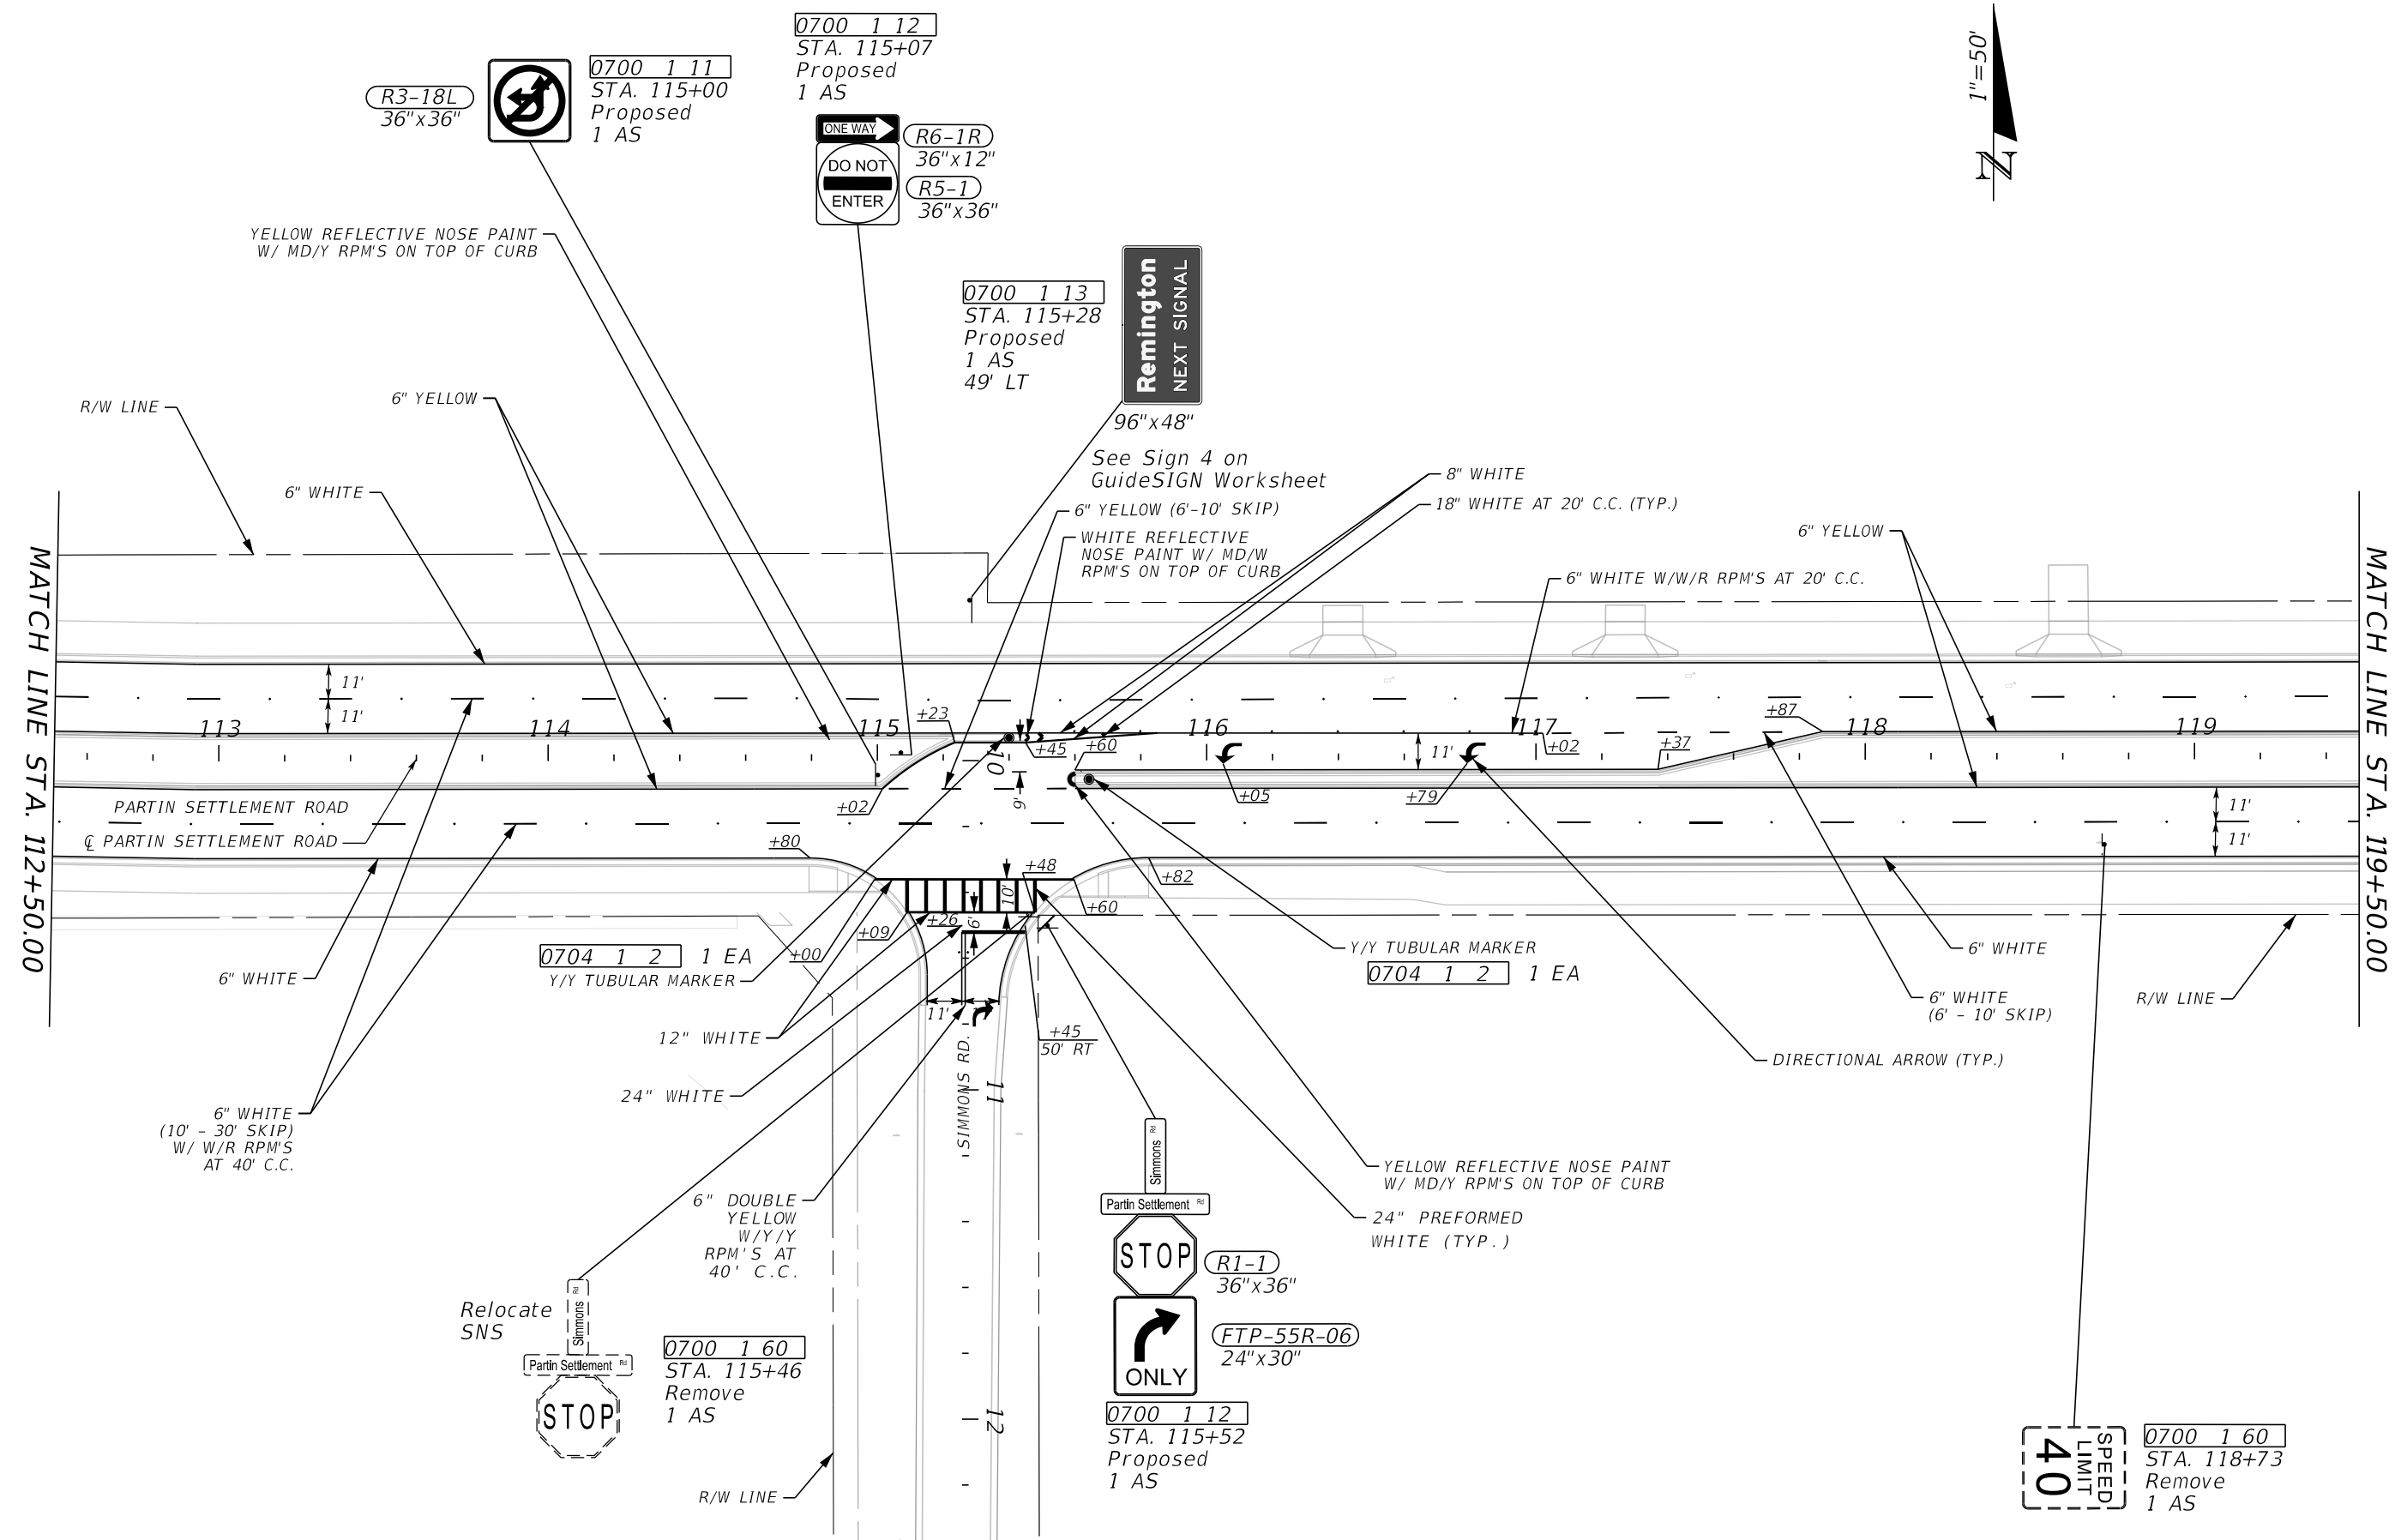 0700 1 12
STA. 115+07
Proposed
1 AS
R3-18L
36"x36"
0700 1 11
STA. 115+00
Proposed
1 AS
ONE WAY
R6-1R
36"x12"
DO NOT
ENTER
R5-1
36"x36"
1"=50'
N
YELLOW REFLECTIVE NOSE PAINT
W/ MD/Y RPM'S ON TOP OF CURB
0700 1 13
STA. 115+28
Proposed
1 AS
49' LT
Remington
NEXT SIGNAL
96"x48"
See Sign 4 on
GuideSIGN Worksheet
R/W LINE
6" YELLOW
6" WHITE
6" YELLOW (6'-10' SKIP)
WHITE REFLECTIVE
NOSE PAINT W/ MD/W
RPM'S ON TOP OF CURB
8" WHITE
18" WHITE AT 20' C.C. (TYP.)
6" WHITE W/W/R RPM'S AT 20' C.C.
6" YELLOW
MATCH LINE STA. 112+50.00
MATCH LINE STA. 119+50.00
11'
11'
113
114
115
116
117
118
119
+23
+45
+60
+02
+37
+87
11'
10
9'
+02
+05
+79
PARTIN SETTLEMENT ROAD
℄ PARTIN SETTLEMENT ROAD
11'
11'
+80
+48
+82
10'
+60
+26
6'
+09
+00
0704 1 2 1 EA
Y/Y TUBULAR MARKER
Y/Y TUBULAR MARKER
0704 1 2 1 EA
6" WHITE
6" WHITE
6" WHITE
(6' - 10' SKIP)
R/W LINE
11'
12" WHITE
+45
50' RT
SIMMONS RD.
DIRECTIONAL ARROW (TYP.)
24" WHITE
11
6" WHITE
(10' - 30' SKIP)
W/ W/R RPM'S
AT 40' C.C.
6" DOUBLE
YELLOW
W/Y/Y
RPM'S AT
40' C.C.
YELLOW REFLECTIVE NOSE PAINT
W/ MD/Y RPM'S ON TOP OF CURB
24" PREFORMED
WHITE (TYP.)
Simmons Rd
Partin Settlement Rd
STOP
R1-1
36"x36"
FTP-55R-06
24"x30"
ONLY
0700 1 12
STA. 115+52
Proposed
1 AS
Relocate
SNS
Simmons Rd
Partin Settlement Rd
STOP
0700 1 60
STA. 115+46
Remove
1 AS
12
R/W LINE
SPEED
LIMIT
40
0700 1 60
STA. 118+73
Remove
1 AS